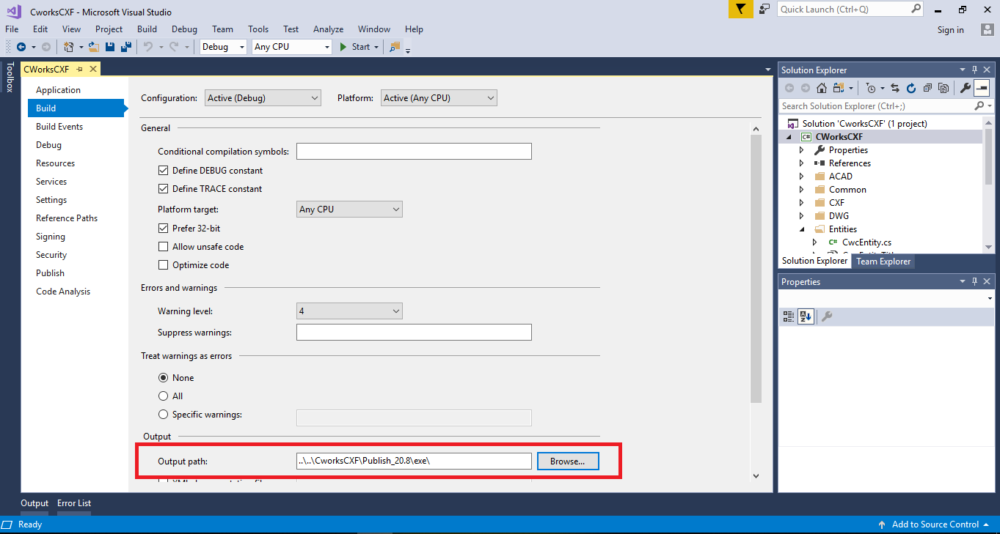 CworksCXF - Microsoft Visual Studio
Quick Launch (Ctrl+Q)
File Edit View Project Build Debug Team Tools Test Analyze Window Help
Sign in
Debug Any CPU Start
Toolbox
CWorksCXF
Application
Build
Build Events
Debug
Resources
Services
Settings
Reference Paths
Signing
Security
Publish
Code Analysis
Configuration: Active (Debug) Platform: Active (Any CPU)
General
Conditional compilation symbols:
Define DEBUG constant
Define TRACE constant
Platform target: Any CPU
Prefer 32-bit
Allow unsafe code
Optimize code
Errors and warnings
Warning level: 4
Suppress warnings:
Treat warnings as errors
None
All
Specific warnings:
Output
Output path: ..\..\CworksCXF\Publish_20.8\exe\ Browse...
Solution Explorer
Search Solution Explorer (Ctrl+;)
Solution 'CworksCXF' (1 project)
C# CWorksCXF
Properties
References
ACAD
Common
CXF
DWG
Entities
C# CwcEntity.cs
Solution Explorer Team Explorer
Properties
Output Error List
Ready
Add to Source Control